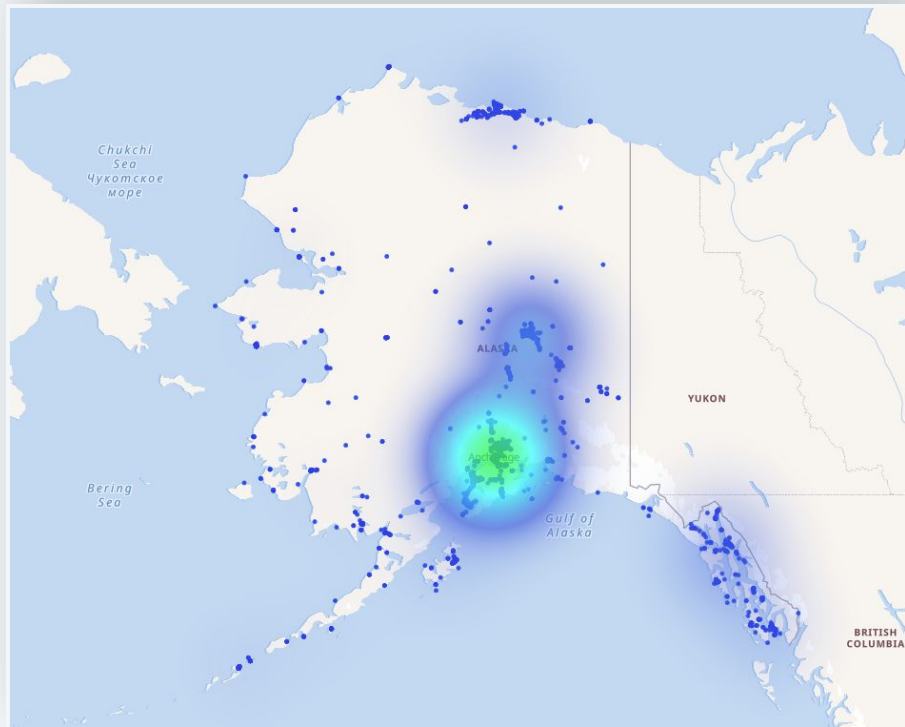 Chukchi
Sea
Чукотское
море
ALASKA
YUKON
Anchorage
Bering
Sea
Gulf of
Alaska
BRITISH
COLUMBIA